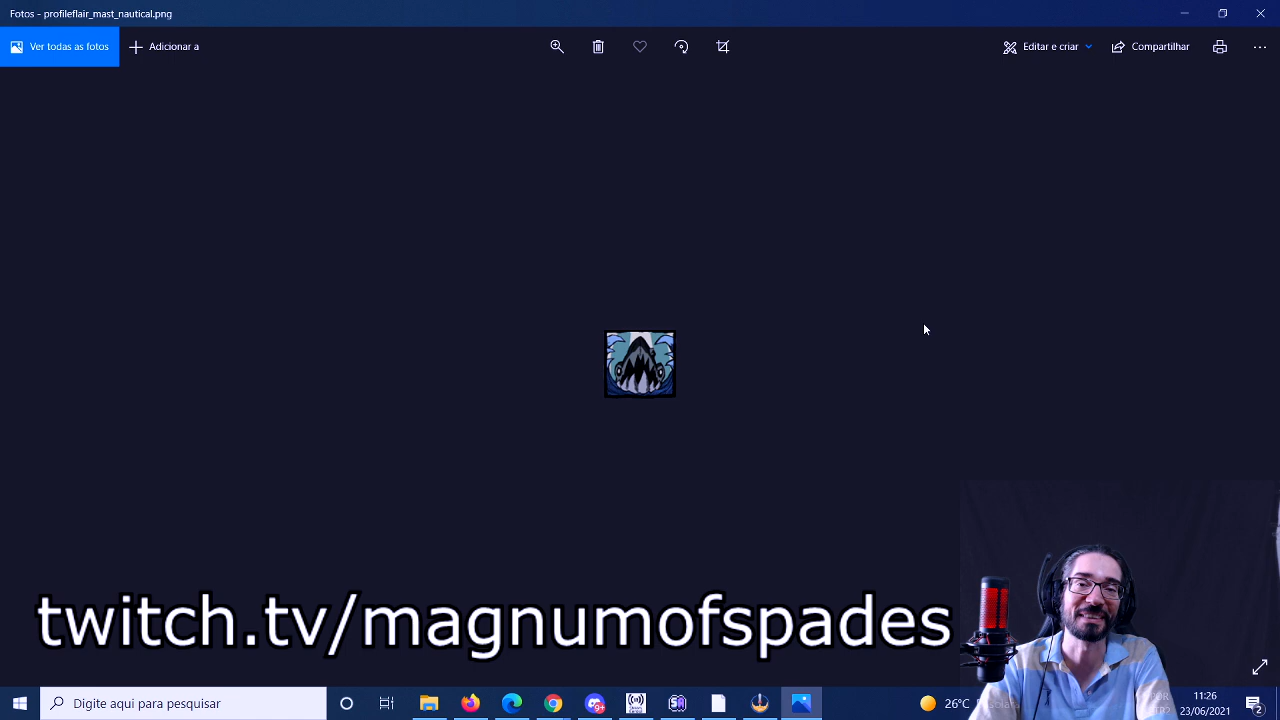 Fotos - profileflair_mast_nautical.png
Ver todas as fotos
Adicionar a
Editar e criar
Compartilhar
twitch.tv/magnumofspades
Digite aqui para pesquisar
26°C
11:26
23/06/2021
2